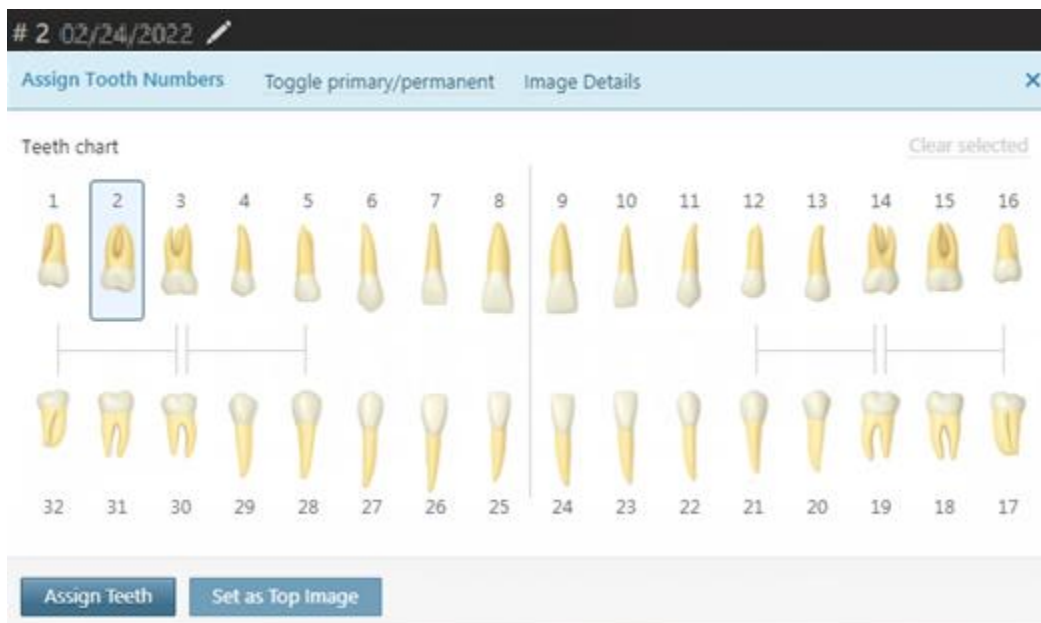 # 2 02/24/2022
Assign Tooth Numbers Toggle primary/permanent Image Details ×
Teeth chart Clear selected
1 2 3 4 5 6 7 8 9 10 11 12 13 14 15 16
32 31 30 29 28 27 26 25 24 23 22 21 20 19 18 17
Assign Teeth Set as Top Image